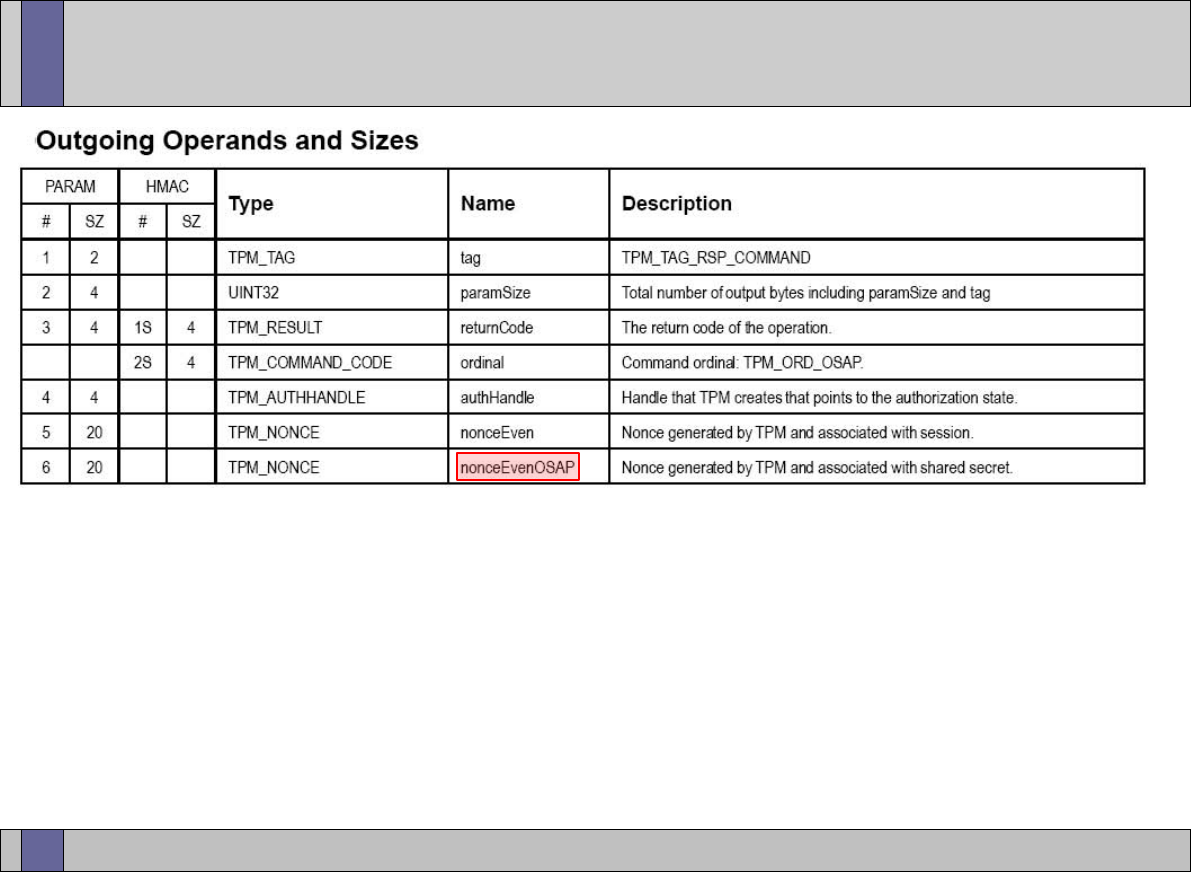 Outgoing Operands and Sizes
PARAM HMAC Type Name Description
# SZ # SZ
1 2 TPM_TAG tag TPM_TAG_RSP_COMMAND
2 4 UINT32 paramSize Total number of output bytes including paramSize and tag
3 4 1S 4 TPM_RESULT returnCode The return code of the operation.
2S 4 TPM_COMMAND_CODE ordinal Command ordinal: TPM_ORD_OSAP.
4 4 TPM_AUTHHANDLE authHandle Handle that TPM creates that points to the authorization state.
5 20 TPM_NONCE nonceEven Nonce generated by TPM and associated with session.
6 20 TPM_NONCE nonceEvenOSAP Nonce generated by TPM and associated with shared secret.